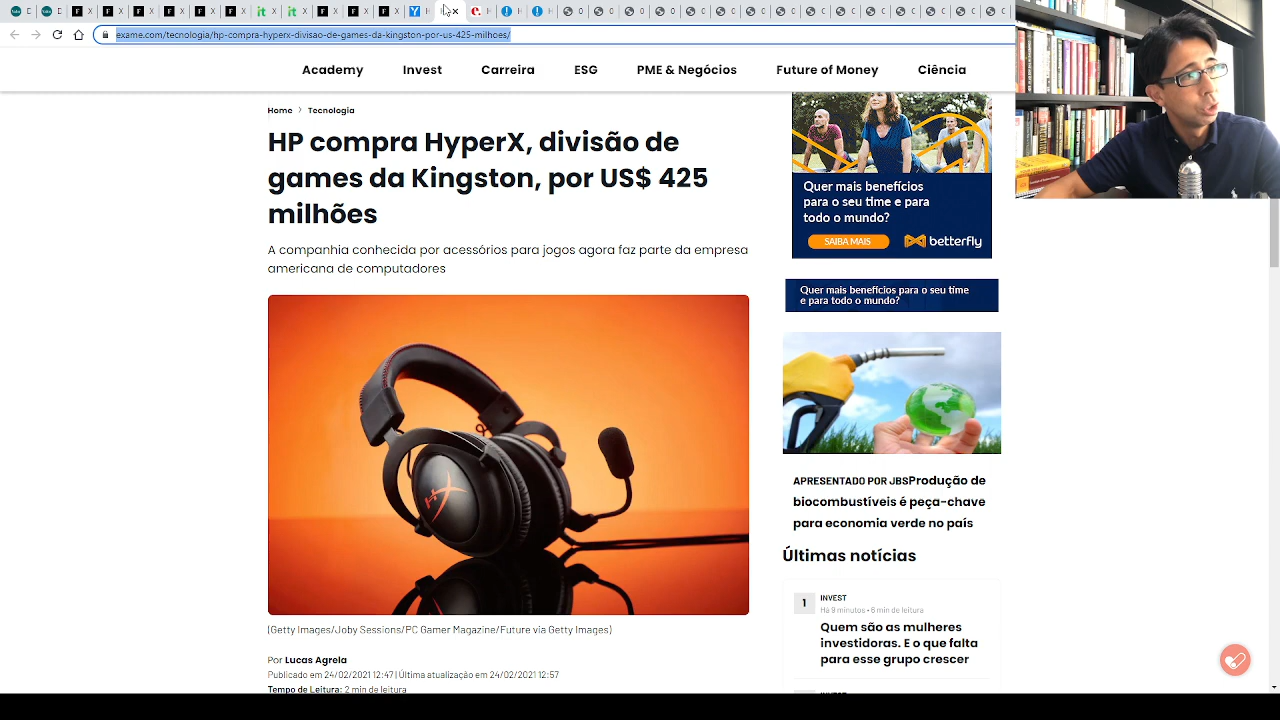 exame.com/tecnologia/hp-compra-hyperx-divisao-de-games-da-kingston-por-us-425-milhoes/
Academy Invest Carreira ESG PME & Negócios Future of Money Ciência
Home > Tecnologia
HP compra HyperX, divisão de
games da Kingston, por US$ 425
milhões
A companhia conhecida por acessórios para jogos agora faz parte da empresa
americana de computadores
(Getty Images/Joby Sessions/PC Gamer Magazine/Future via Getty Images)
Por Lucas Agrela
Publicado em 24/02/2021 12:47 | Última atualização em 24/02/2021 12:57
Tempo de Leitura: 2 min de leitura
Quer mais benefícios
para o seu time e para
todo o mundo?
SAIBA MAIS betterfly
Quer mais benefícios para o seu time
e para todo o mundo?
APRESENTADO POR JBSProdução de
biocombustíveis é peça-chave
para economia verde no país
Últimas notícias
1 INVEST
Há 9 minutos • 6 min de leitura
Quem são as mulheres
investidoras. E o que falta
para esse grupo crescer